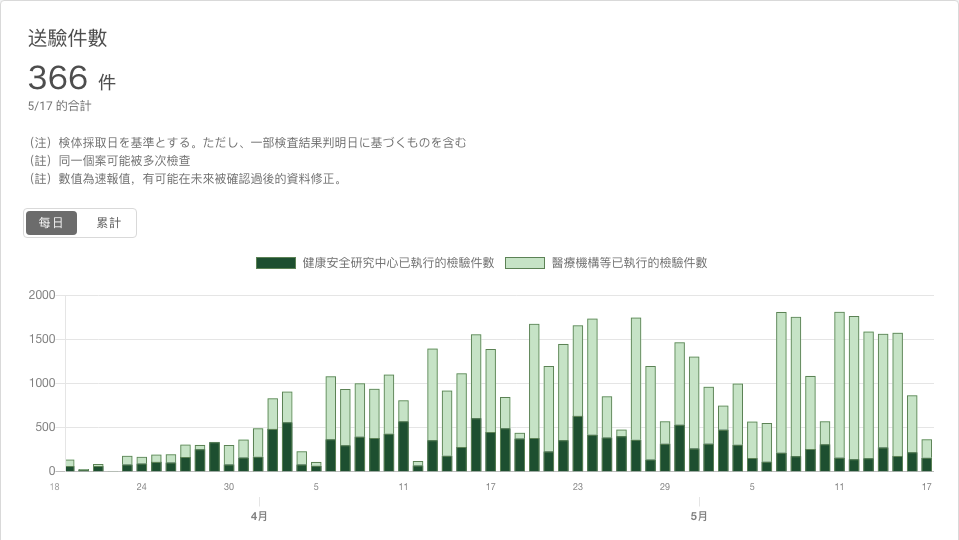 送驗件數
366 件
5/17 的合計
（注）検体採取日を基準とする。ただし、一部検査結果判明日に基づくものを含む
（註）同一個案可能被多次檢查
（註）數值為速報值，有可能在未來被確認過後的資料修正。
每日 累計
健康安全研究中心已執行的檢驗件數 醫療機構等已執行的檢驗件數
2000
1500
1000
500
0
18 24 30 5 11 17 23 29 5 11 17
4月 5月